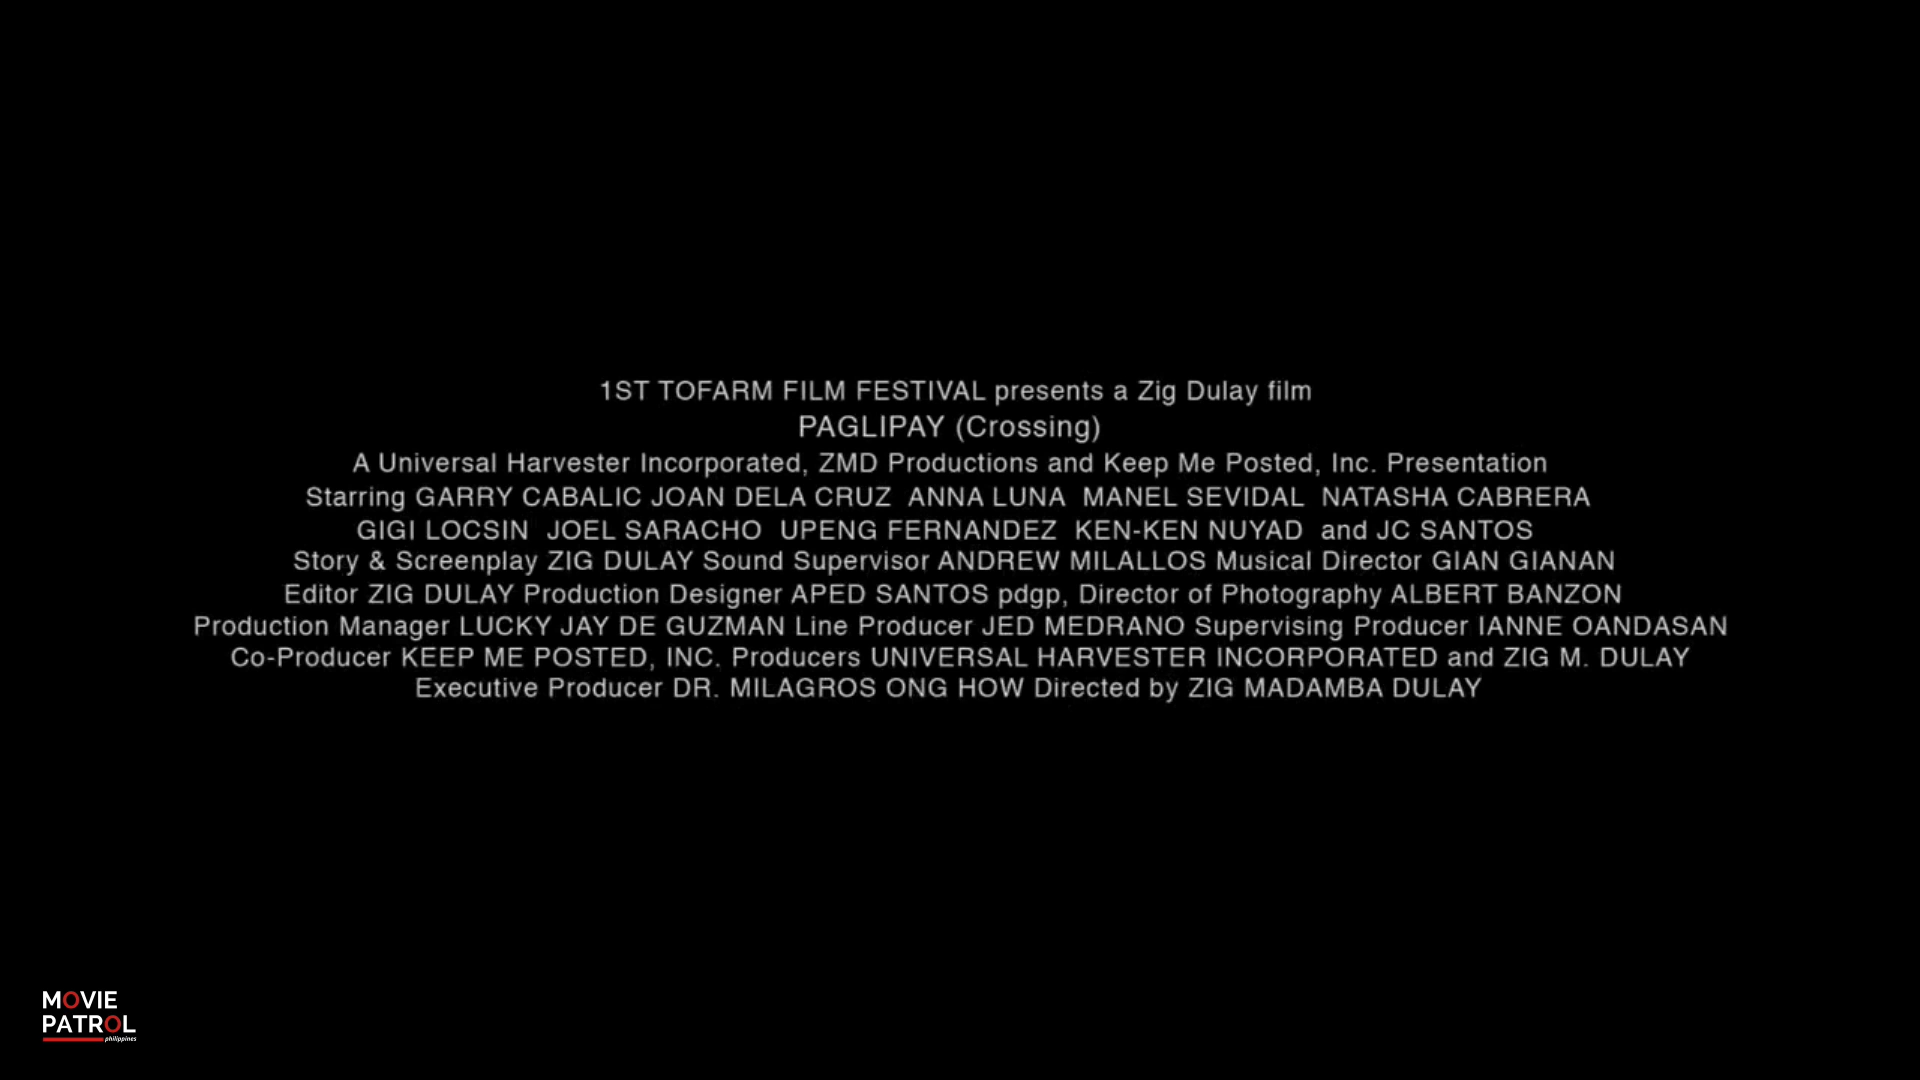 1ST TOFARM FILM FESTIVAL presents a Zig Dulay film
PAGLIPAY (Crossing)
A Universal Harvester Incorporated, ZMD Productions and Keep Me Posted, Inc. Presentation
Starring GARRY CABALIC JOAN DELA CRUZ ANNA LUNA MANEL SEVIDAL NATASHA CABRERA
GIGI LOCSIN JOEL SARACHO UPENG FERNANDEZ KEN-KEN NUYAD and JC SANTOS
Story & Screenplay ZIG DULAY Sound Supervisor ANDREW MILALLOS Musical Director GIAN GIANAN
Editor ZIG DULAY Production Designer APED SANTOS pdgp, Director of Photography ALBERT BANZON
Production Manager LUCKY JAY DE GUZMAN Line Producer JED MEDRANO Supervising Producer IANNE OANDASAN
Co-Producer KEEP ME POSTED, INC. Producers UNIVERSAL HARVESTER INCORPORATED and ZIG M. DULAY
Executive Producer DR. MILAGROS ONG HOW Directed by ZIG MADAMBA DULAY
MOVIE
PATROL
philippines